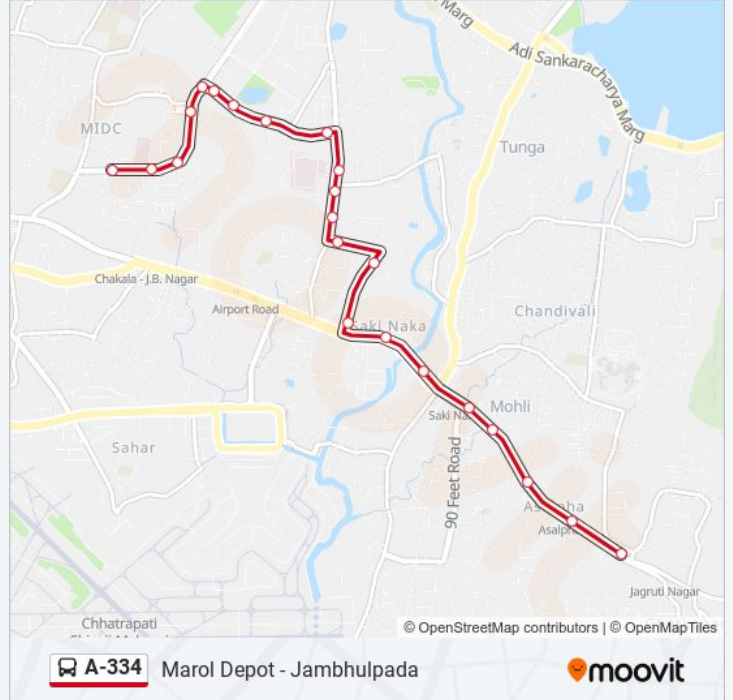 Marg
Adi Sankaracharya Marg
MIDC
Tunga
Chakala - J.B. Nagar
Airport Road
Saki Naka
Chandivali
Mohli
Saki Na
90 Feet Road
Sahar
Asalpha
Jagruti Nagar
Chhatrapati
© OpenStreetMap contributors | © OpenMapTiles
A-334 Marol Depot - Jambhulpada
moovit